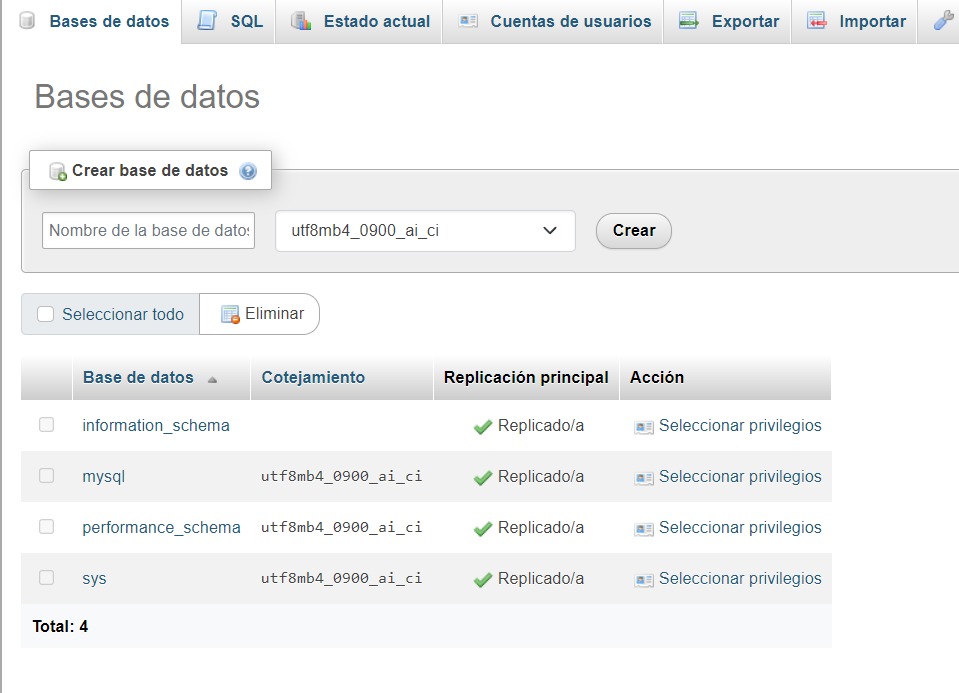 Bases de datos SQL Estado actual Cuentas de usuarios Exportar Importar
Bases de datos
Crear base de datos
Nombre de la base de datos utf8mb4_0900_ai_ci Crear
Seleccionar todo Eliminar
Base de datos Cotejamiento Replicación principal Acción
information_schema Replicado/a Seleccionar privilegios
mysql utf8mb4_0900_ai_ci Replicado/a Seleccionar privilegios
performance_schema utf8mb4_0900_ai_ci Replicado/a Seleccionar privilegios
sys utf8mb4_0900_ai_ci Replicado/a Seleccionar privilegios
Total: 4